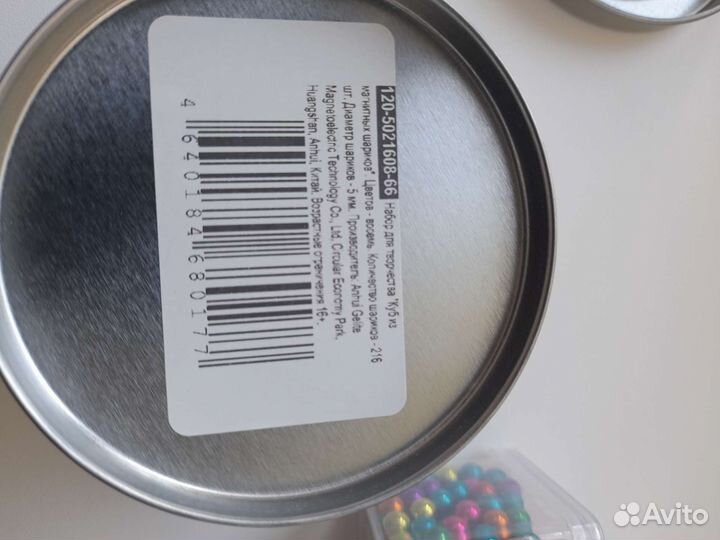 120-5021608-66 Набор для творчества "Куб из
магнитных шариков". Цветов - восемь. Количество шариков - 216
шт. Диаметр шариков - 5 мм. Производитель: Anhui Gelite
Magnetoelectric Technology Co., Ltd, Circular Economy Park,
Huangshan, Anhui, Китай. Возрастные ограничения 16+.
4 640184 680177
Avito